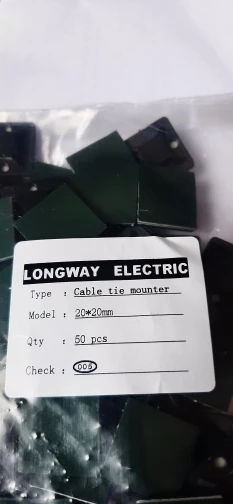 LONGWAY ELECTRIC
Type : Cable tie mounter
Model : 20*20mm
Qty : 50 pcs
Check : 005